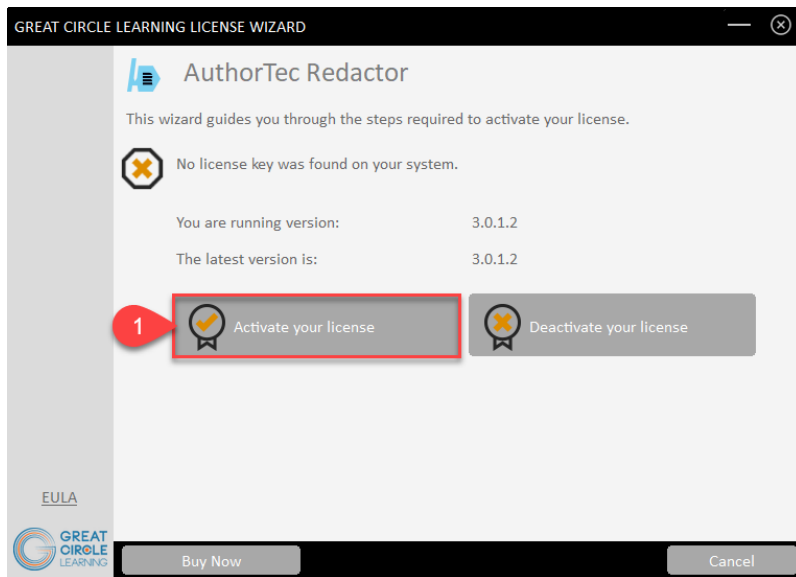 GREAT CIRCLE LEARNING LICENSE WIZARD
AuthorTec Redactor
This wizard guides you through the steps required to activate your license.
No license key was found on your system.
You are running version: 3.0.1.2
The latest version is: 3.0.1.2
1 Activate your license Deactivate your license
EULA
GREAT
CIRCLE
LEARNING
Buy Now Cancel